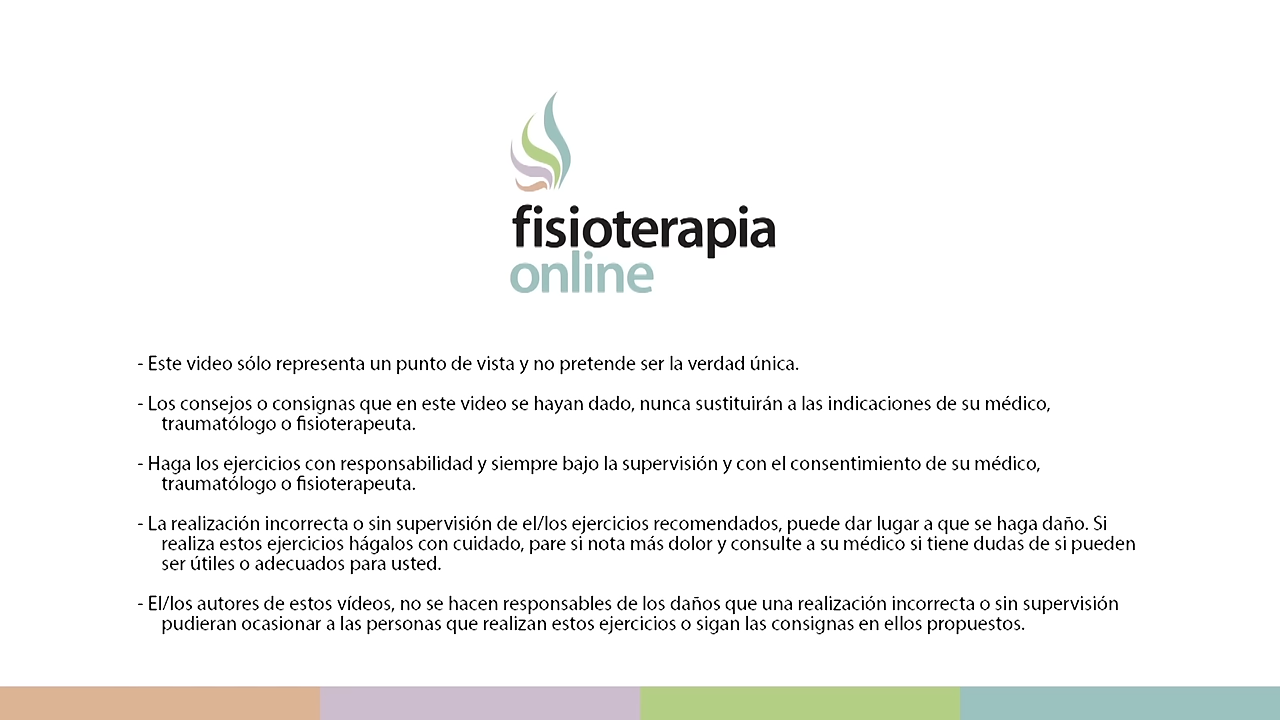 fisioterapia
online
- Este video sólo representa un punto de vista y no pretende ser la verdad única.
- Los consejos o consignas que en este video se hayan dado, nunca sustituirán a las indicaciones de su médico,
traumatólogo o fisioterapeuta.
- Haga los ejercicios con responsabilidad y siempre bajo la supervisión y con el consentimiento de su médico,
traumatólogo o fisioterapeuta.
- La realización incorrecta o sin supervisión de el/los ejercicios recomendados, puede dar lugar a que se haga daño. Si
realiza estos ejercicios hágalos con cuidado, pare si nota más dolor y consulte a su médico si tiene dudas de si pueden
ser útiles o adecuados para usted.
- El/los autores de estos vídeos, no se hacen responsables de los daños que una realización incorrecta o sin supervisión
pudieran ocasionar a las personas que realizan estos ejercicios o sigan las consignas en ellos propuestos.